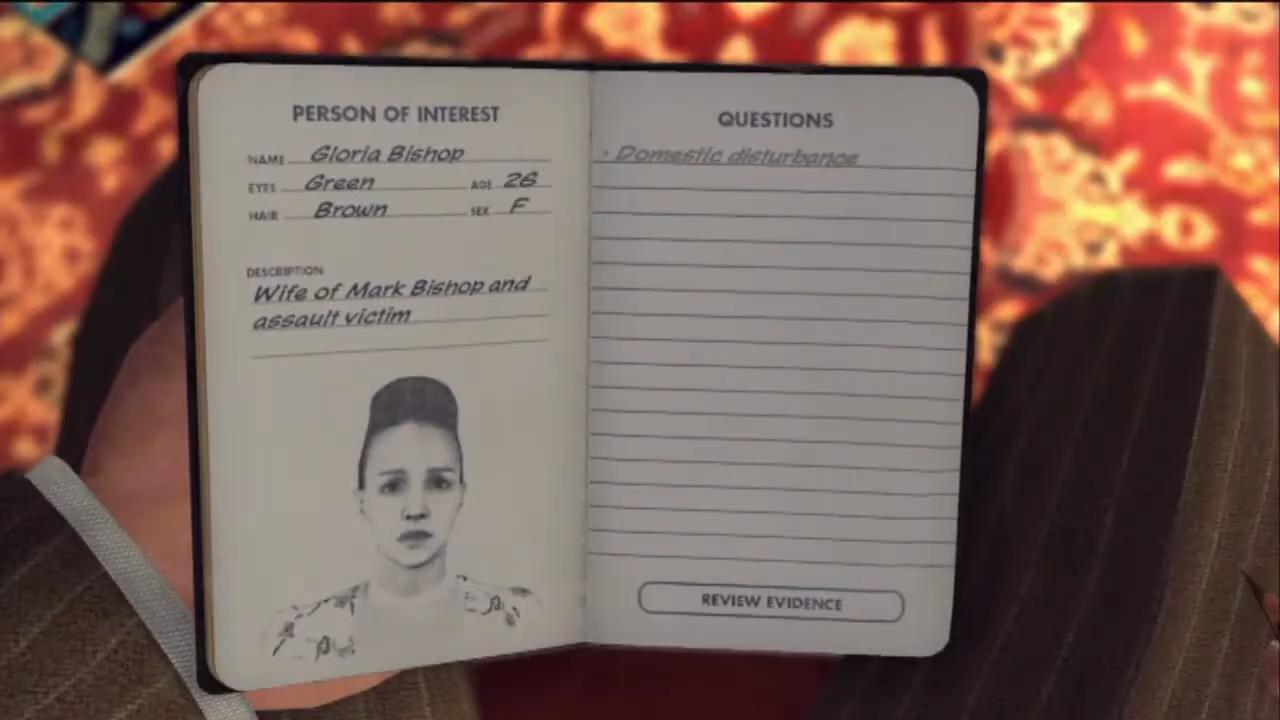 PERSON OF INTEREST
NAME Gloria Bishop
EYES Green AGE 26
HAIR Brown SEX F
DESCRIPTION
Wife of Mark Bishop and
assault victim
QUESTIONS
· Domestic disturbance
REVIEW EVIDENCE